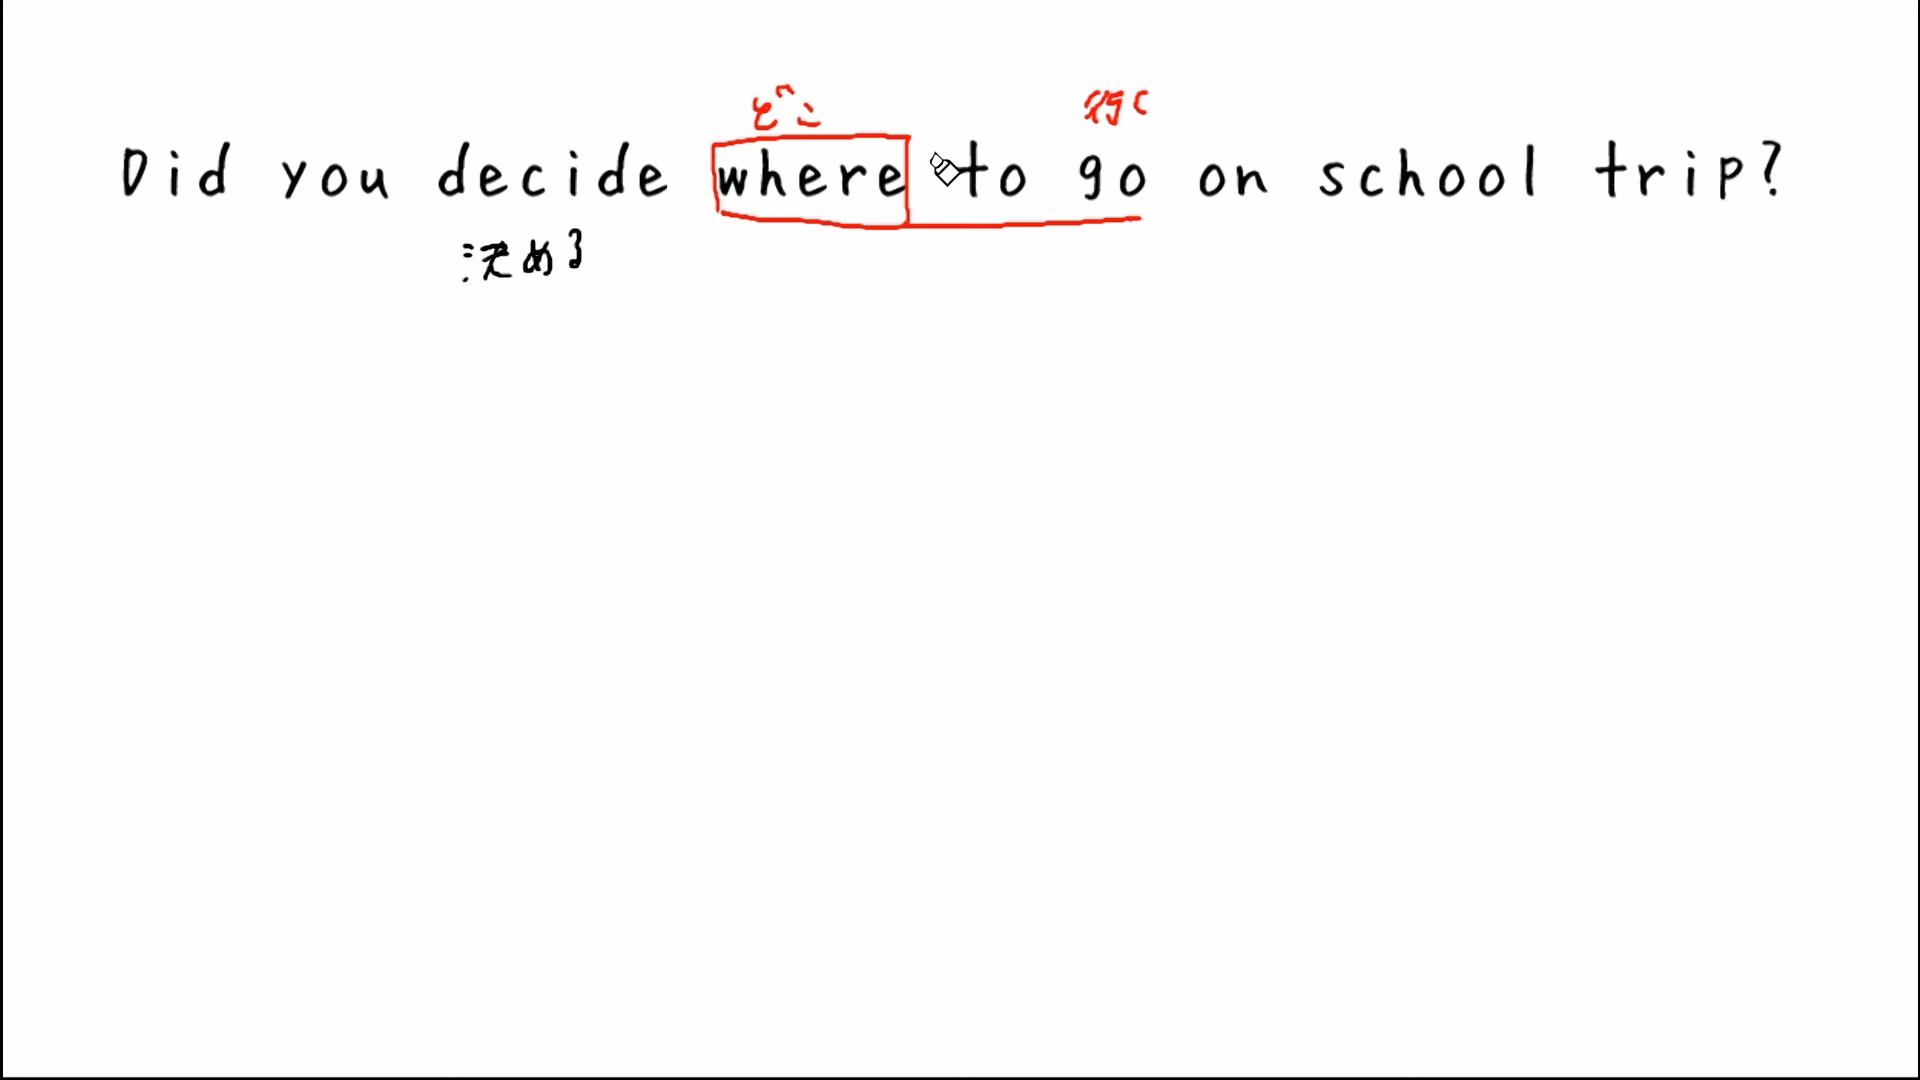 どこ 行く
Did you decide where to go on school trip?
決める